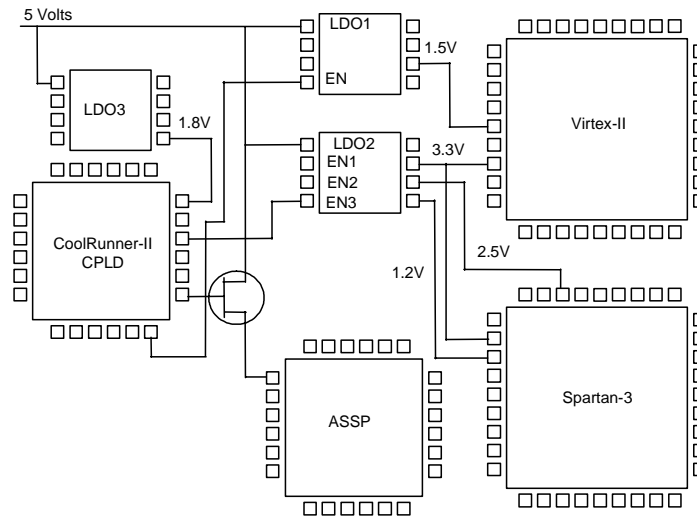 5 Volts
LDO1
EN
1.5V
LDO3
1.8V
Virtex-II
LDO2
EN1
EN2
EN3
3.3V
CoolRunner-II
CPLD
2.5V
1.2V
ASSP
Spartan-3